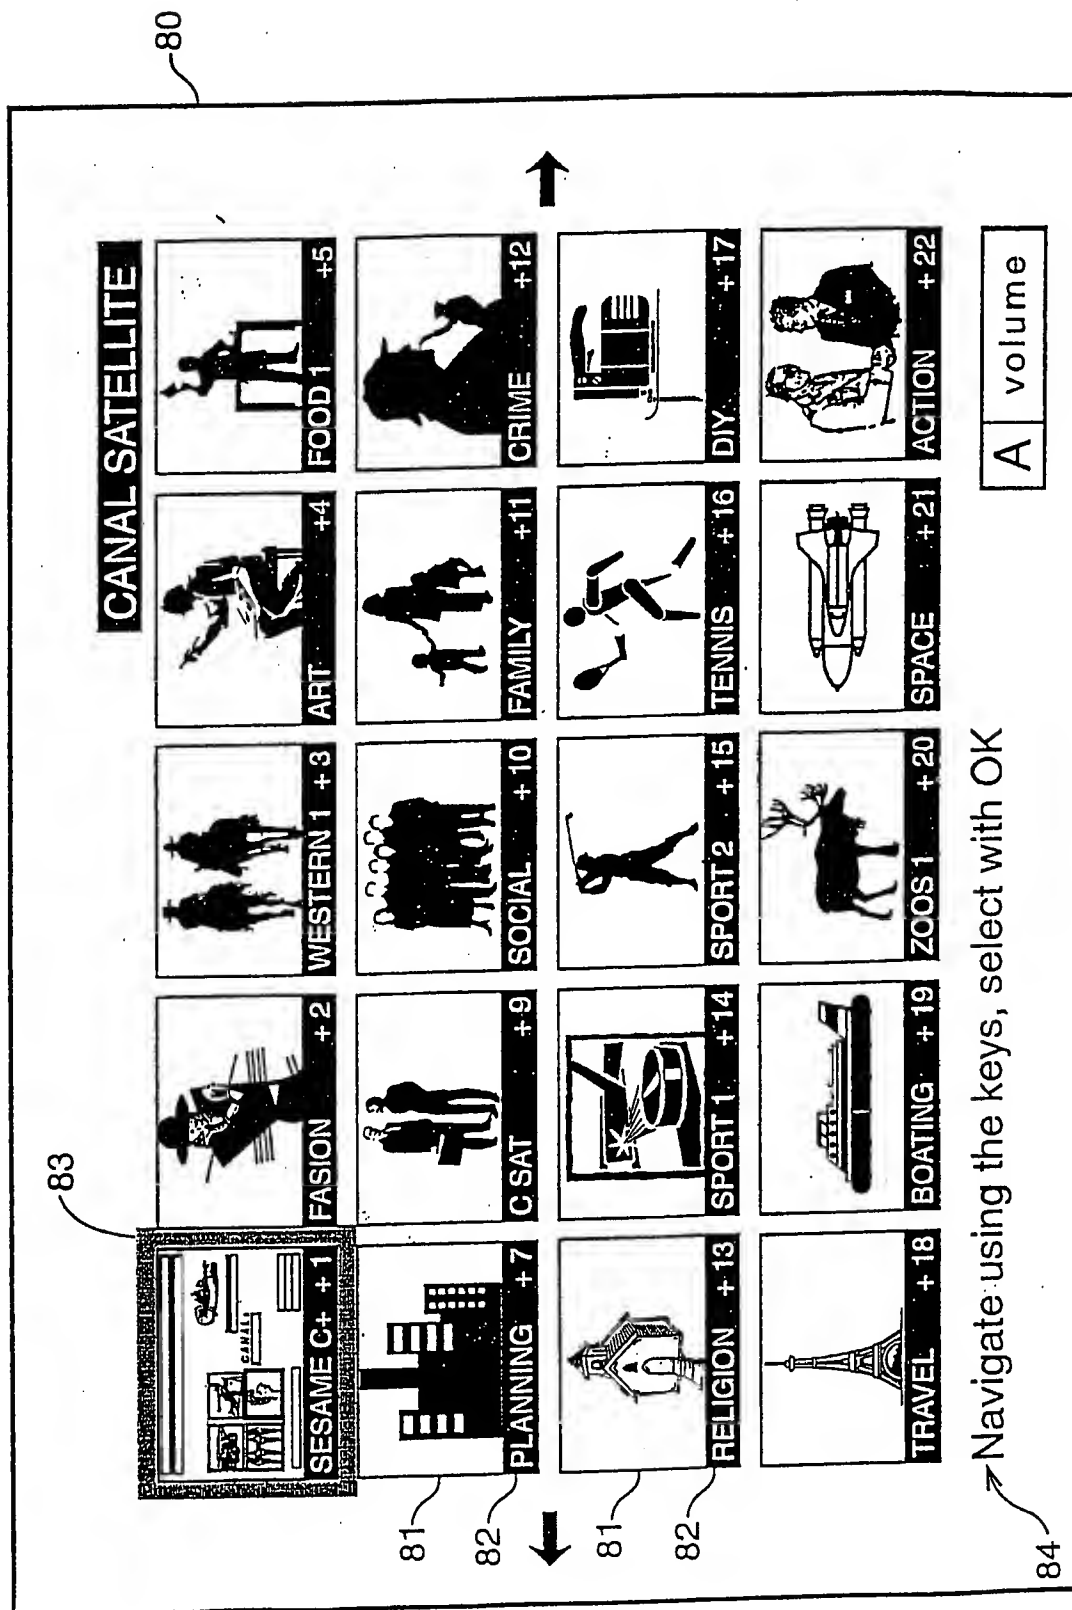 80
CANAL SATELLITE
83
SESAME C+ +1
FASION +2
WESTERN 1 +3
ART +4
FOOD 1 +5
81
82
PLANNING +7
C SAT +9
SOCIAL +10
FAMILY +11
CRIME +12
81
82
RELIGION +13
SPORT 1 +14
SPORT 2 +15
TENNIS +16
DIY +17
TRAVEL +18
BOATING +19
ZOOS 1 +20
SPACE +21
ACTION +22
CANAL+
84
Navigate using the keys, select with OK
A volume